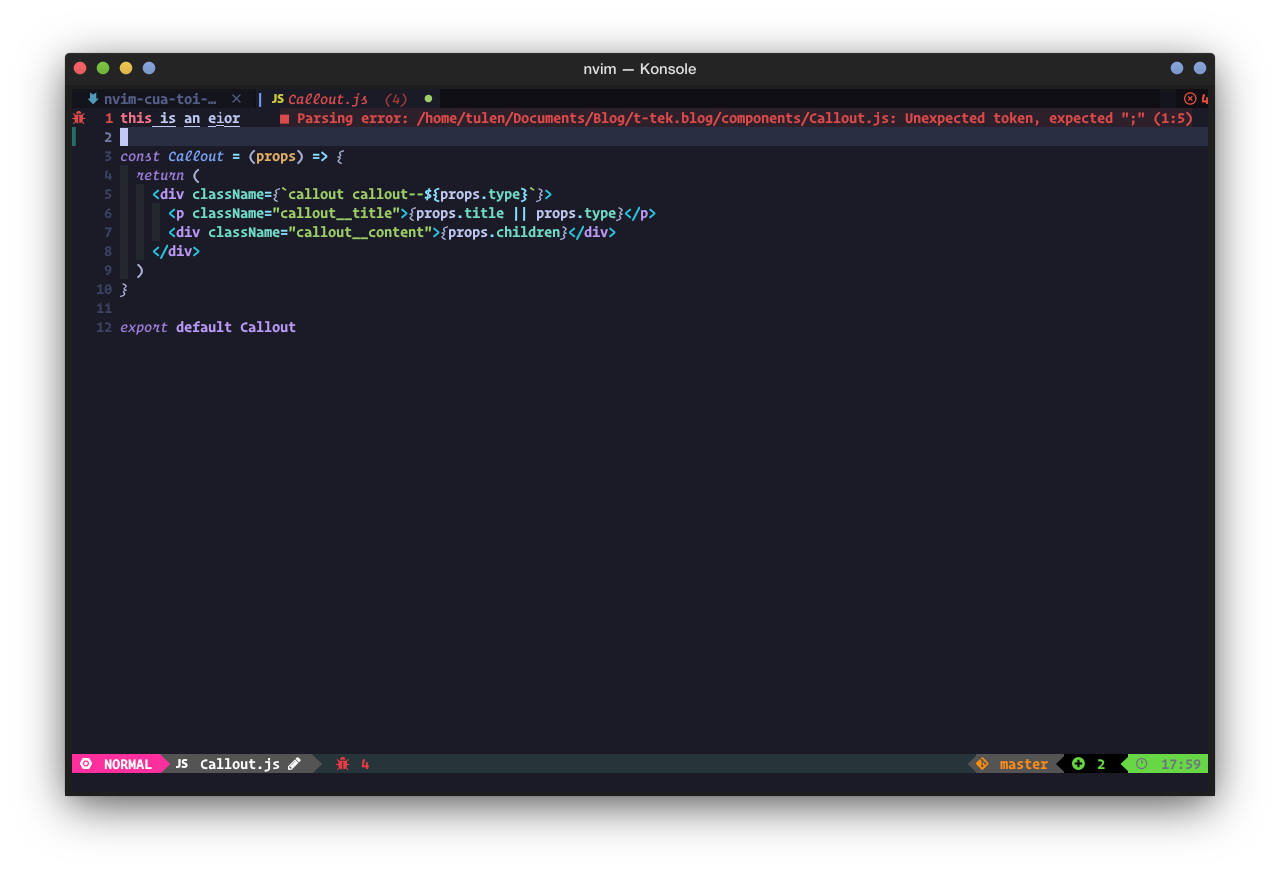 nvim — Konsole
nvim-cua-toi-… × JS Callout.js (4) ● 4
1 this is an eior ■ Parsing error: /home/tulen/Documents/Blog/t-tek.blog/components/Callout.js: Unexpected token, expected ";" (1:5)
2
3 const Callout = (props) => {
4 return (
5 <div className={`callout callout--${props.type}`}>
6 <p className="callout__title">{props.title || props.type}</p>
7 <div className="callout__content">{props.children}</div>
8 </div>
9 )
10 }
11
12 export default Callout
NORMAL JS Callout.js 4 master 2 17:59